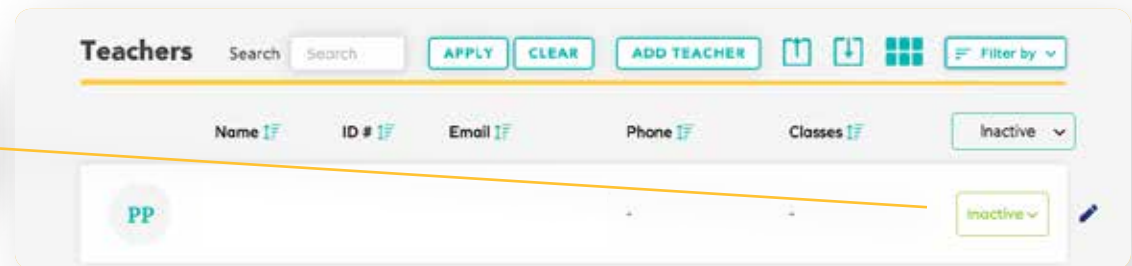 Teachers Search Search APPLY CLEAR ADD TEACHER Filter by
Name ID # Email Phone Classes Inactive
PP - - Inactive